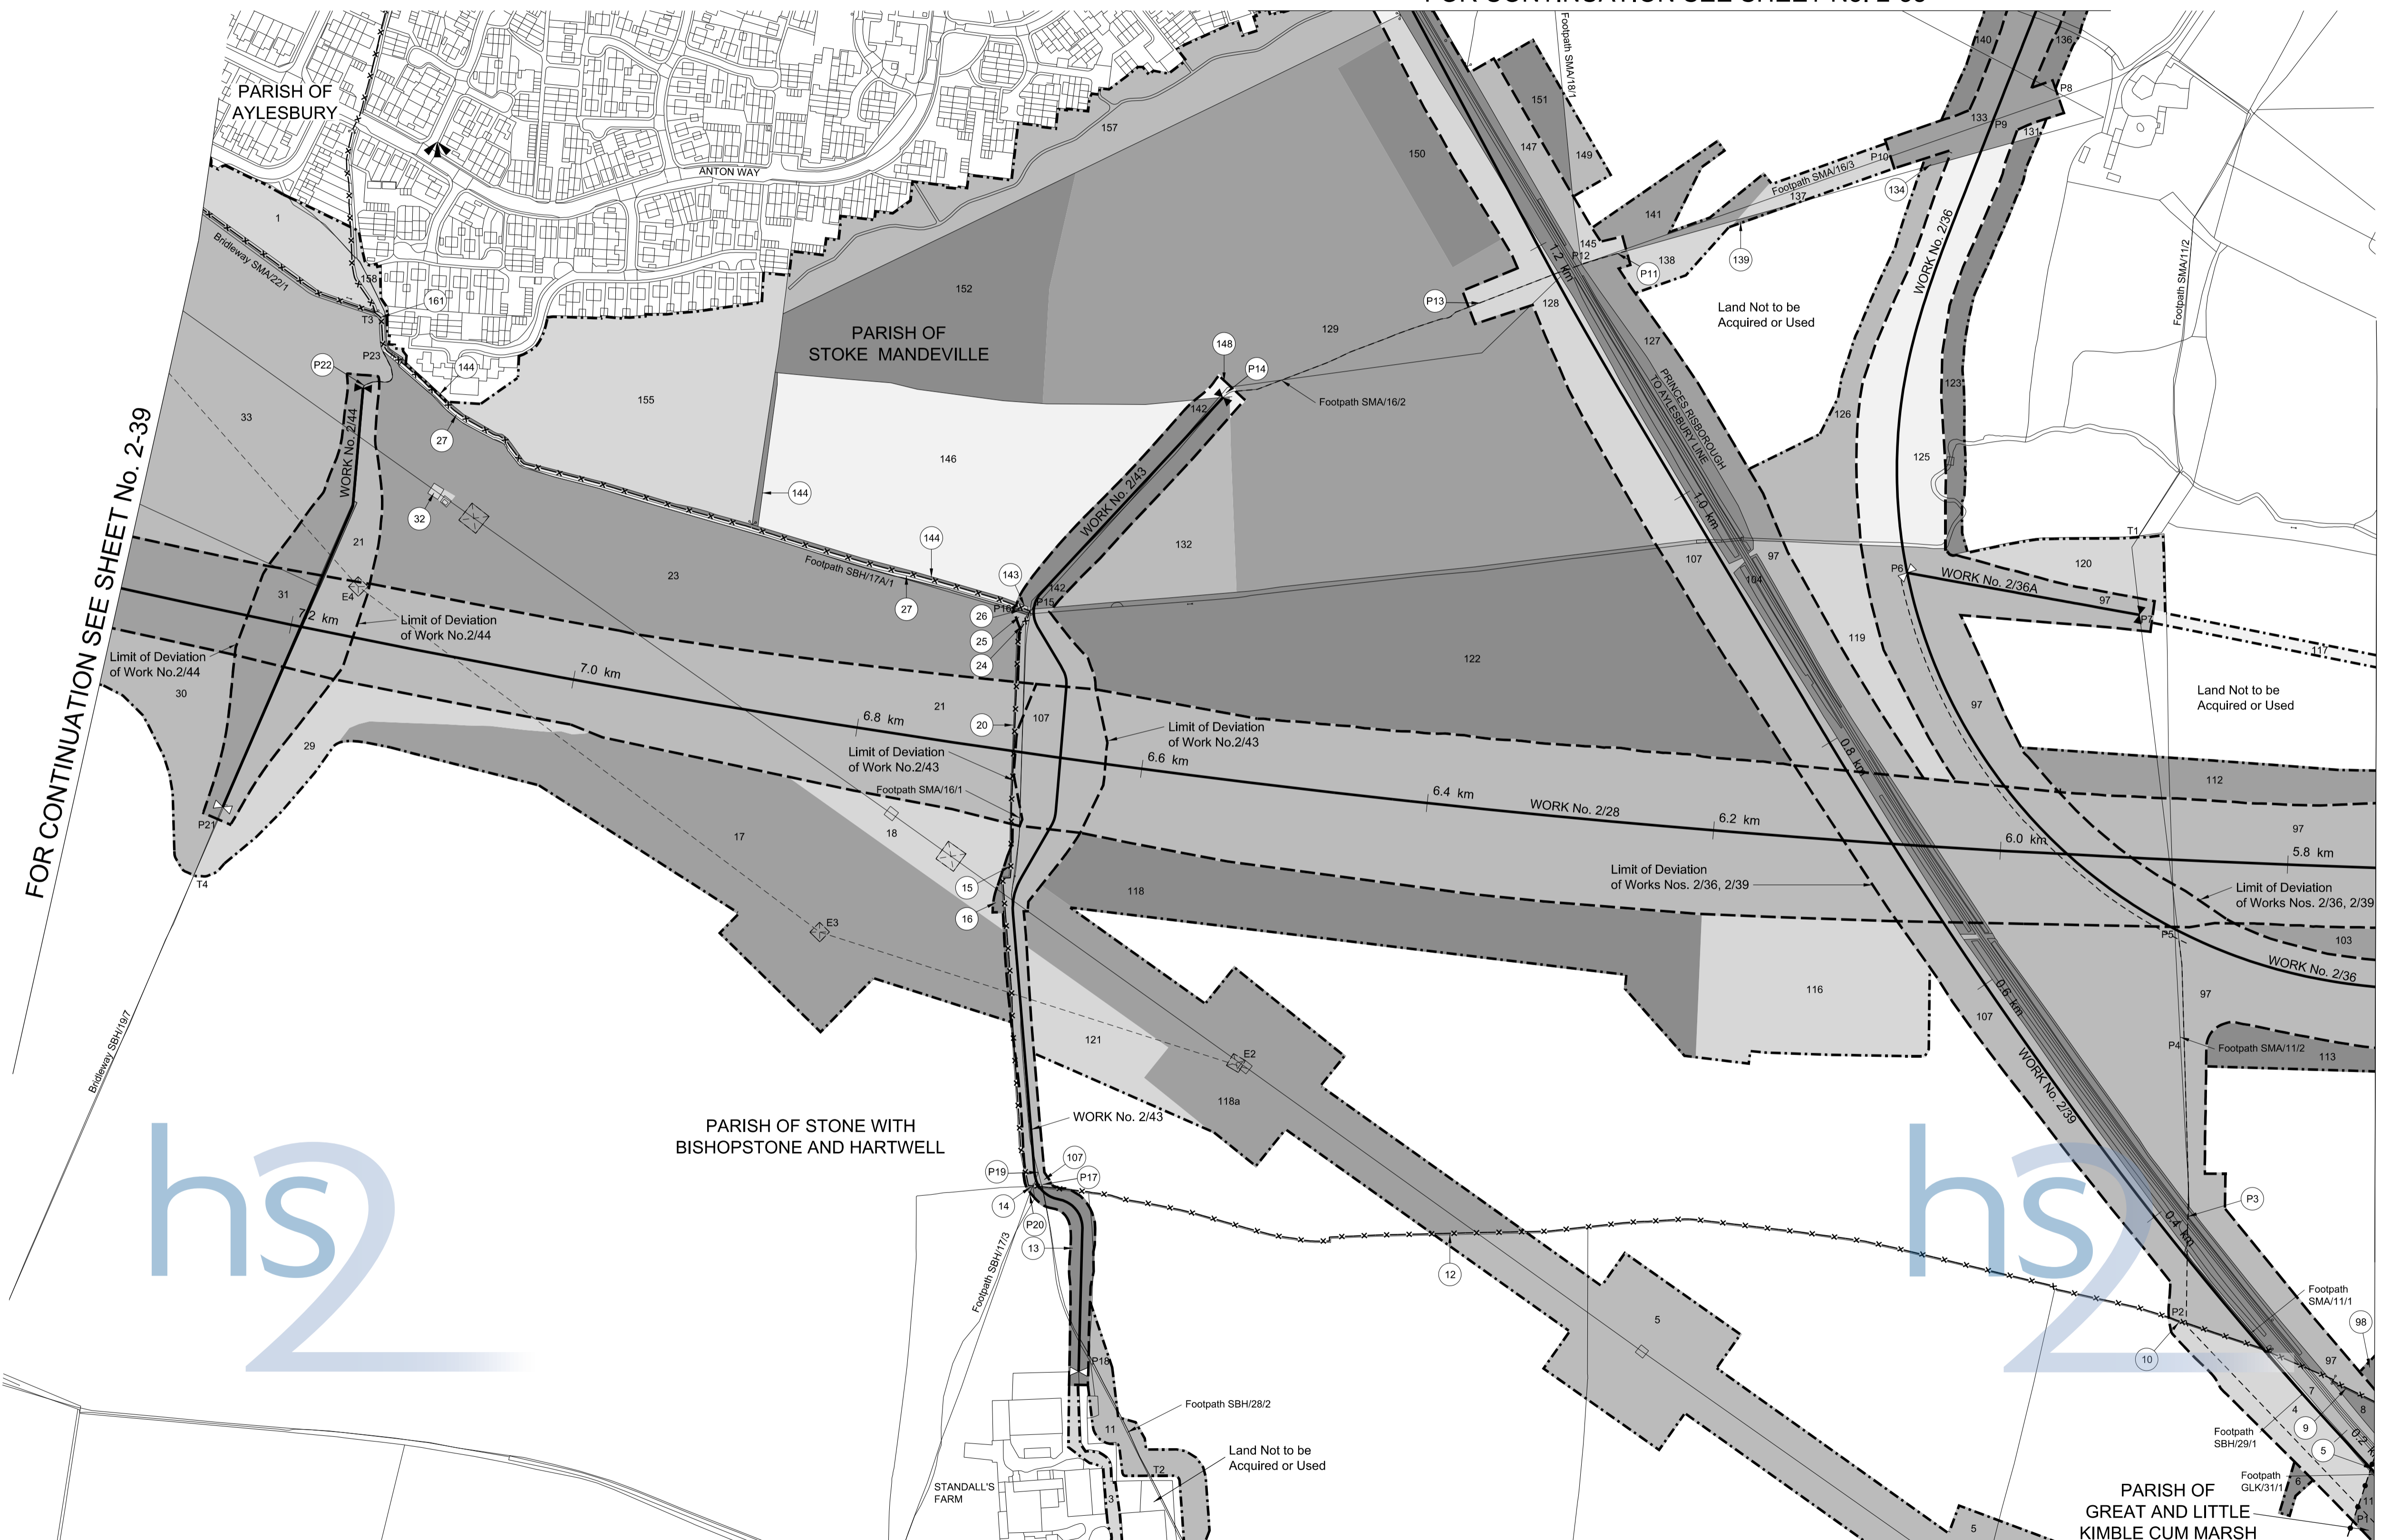 PARISH OF
AYLESBURY
ANTON WAY
157
140
136
P8
133
P9
131
P10
Footpath SMA/16/3
137
134
139
Footpath SMA/18/1
151
147
149
150
141
145
138
P12
P11
1.2 km
128
P13
1
Bridleway SMA/22/1
158
161
T3
P23
P22
144
27
33
WORK No. 2/44
152
PARISH OF
STOKE MANDEVILLE
155
129
148
P14
Footpath SMA/16/2
142
146
144
WORK No. 2/43
132
127
PRINCES RISBOROUGH
TO AYLESBURY LINE
Land Not to be
Acquired or Used
WORK No. 2/36
Footpath SMA/11/2
123
126
125
1.0 km
FOR CONTINUATION SEE SHEET No. 2-39
32
21
23
144
Footpath SBH/17A/1
27
143
142
P15
P16
26
25
24
31
E4
7.2 km
Limit of Deviation
of Work No.2/44
Limit of Deviation
of Work No.2/44
30
29
7.0 km
107
97
104
T1
120
P6
WORK No. 2/36A
97
P7
117
119
122
97
Land Not to be
Acquired or Used
21
20
107
6.8 km
Limit of Deviation
of Work No.2/43
Limit of Deviation
of Work No.2/43
6.6 km
Footpath SMA/16/1
6.4 km
WORK No. 2/28
6.2 km
6.0 km
5.8 km
0.8 km
112
97
P21
T4
17
18
15
16
118
Limit of Deviation
of Works Nos. 2/36, 2/39
Limit of Deviation
of Works Nos. 2/36, 2/39
E3
P5
103
WORK No. 2/36
116
97
0.6 km
107
121
E2
118a
P4
Footpath SMA/11/2
113
Bridleway SBH/19/7
PARISH OF STONE WITH
BISHOPSTONE AND HARTWELL
WORK No. 2/43
WORK No. 2/39
hs2
hs2
P19
107
P17
14
P20
13
P3
0.4 km
12
Footpath SBH/17/3
5
P2
10
Footpath
SMA/11/1
98
97
7
4
8
9
5
0.2
P18
11
Footpath SBH/28/2
Footpath
SBH/29/1
Land Not to be
Acquired or Used
T2
STANDALL'S
FARM
3
Footpath
GLK/31/1
6
11
P1
PARISH OF
GREAT AND LITTLE
KIMBLE CUM MARSH
5